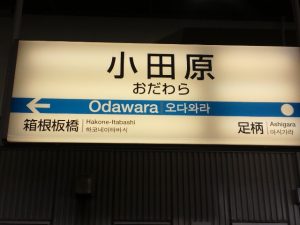 小田原
おだわら
Odawara 오다와라
箱根板橋 Hakone-Itabashi
하코네이타바시
足柄 Ashigara
아시가라